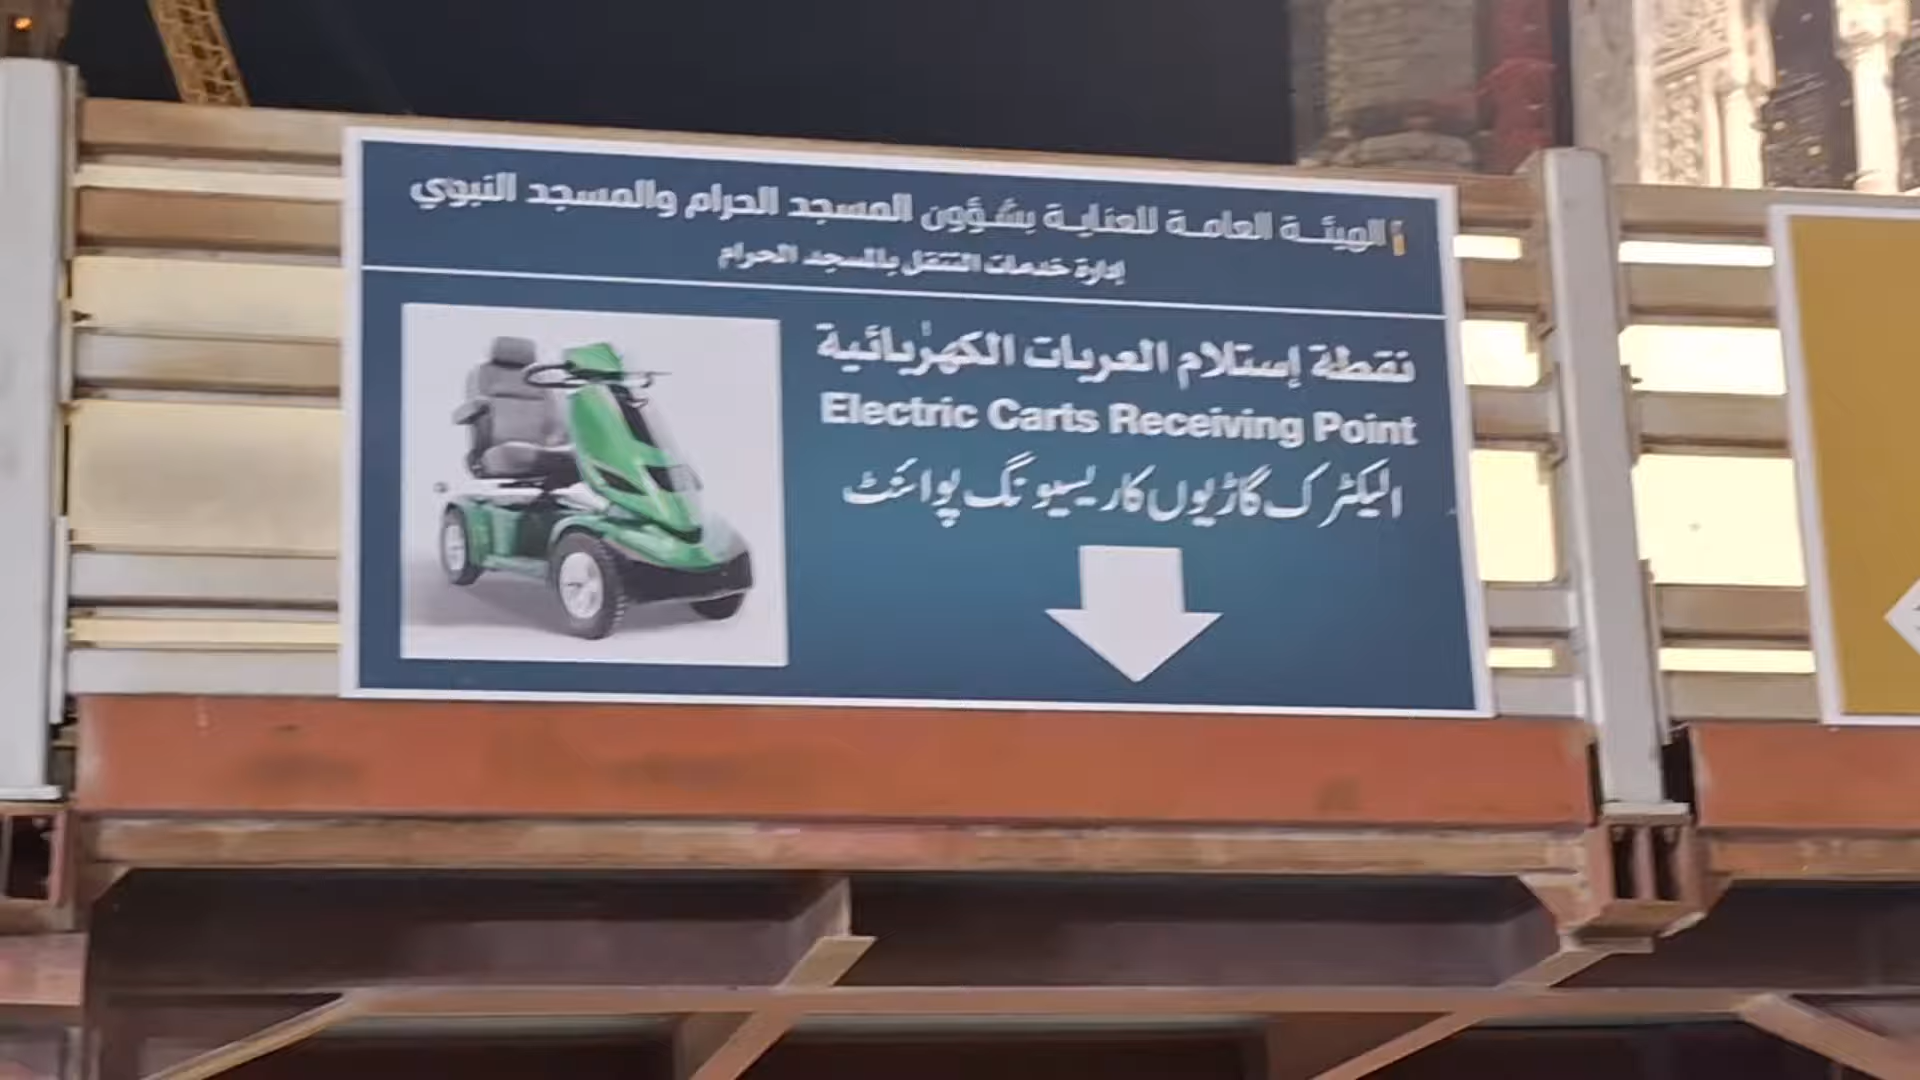 الهيئة العامة للعناية بشؤون المسجد الحرام والمسجد النبوي
إدارة خدمات التنقل بالمسجد الحرام
نقطة إستلام العربات الكهربائية
Electric Carts Receiving Point
الیکٹرک گاڑیوں کا ریسیونگ پوائنٹ